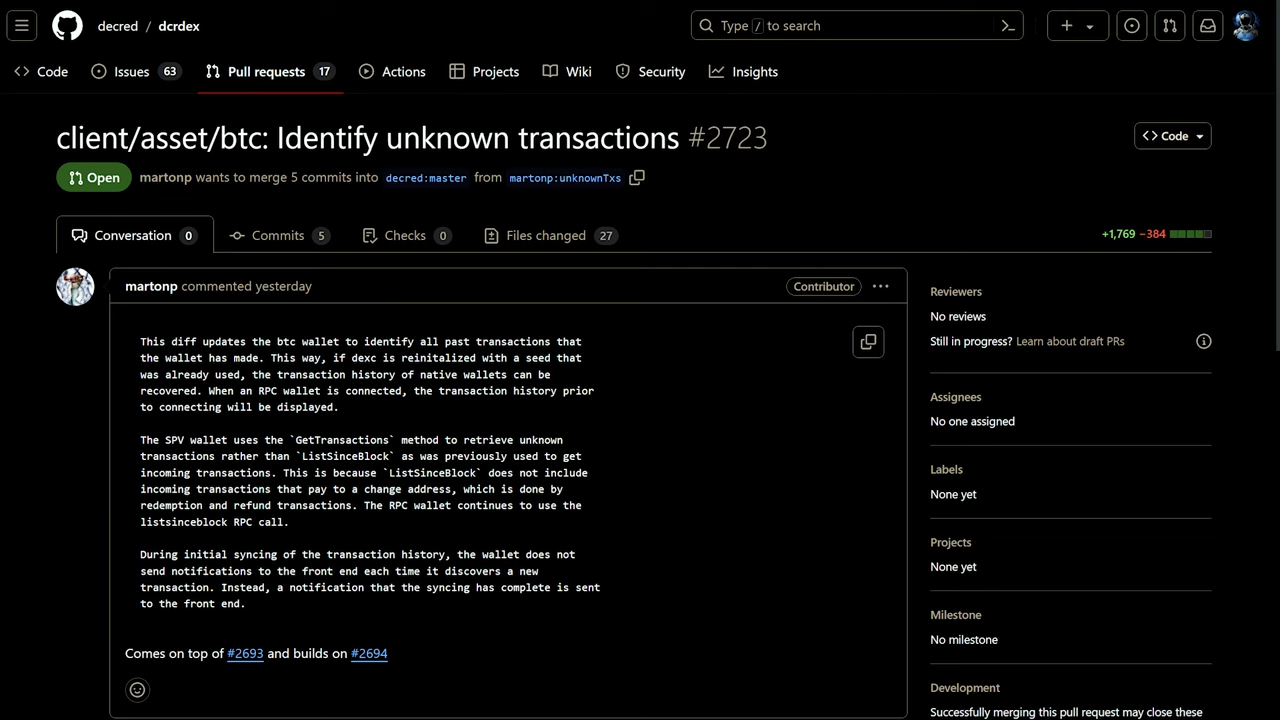 decred / dcrdex
Type / to search
Code
Issues 63
Pull requests 17
Actions
Projects
Wiki
Security
Insights
client/asset/btc: Identify unknown transactions #2723
<> Code
Open
martonp wants to merge 5 commits into decred:master from martonp:unknownTxs
Conversation 0
Commits 5
Checks 0
Files changed 27
+1,769 −384
martonp commented yesterday
Contributor
This diff updates the btc wallet to identify all past transactions that
the wallet has made. This way, if dexc is reinitalized with a seed that
was already used, the transaction history of native wallets can be
recovered. When an RPC wallet is connected, the transaction history prior
to connecting will be displayed.
The SPV wallet uses the `GetTransactions` method to retrieve unknown
transactions rather than `ListSinceBlock` as was previously used to get
incoming transactions. This is because `ListSinceBlock` does not include
incoming transactions that pay to a change address, which is done by
redemption and refund transactions. The RPC wallet continues to use the
listsinceblock RPC call.
During initial syncing of the transaction history, the wallet does not
send notifications to the front end each time it discovers a new
transaction. Instead, a notification that the syncing has complete is sent
to the front end.
Comes on top of #2693 and builds on #2694
Reviewers
No reviews
Still in progress? Learn about draft PRs
Assignees
No one assigned
Labels
None yet
Projects
None yet
Milestone
No milestone
Development
Successfully merging this pull request may close these